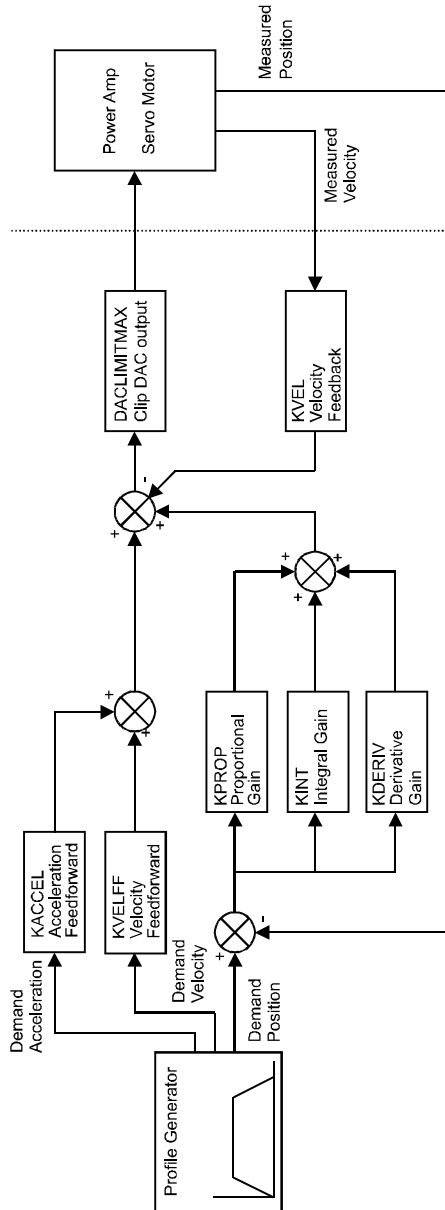 Profile Generator
Demand
Acceleration
Demand
Velocity
Demand
Position
KACCEL
Acceleration
Feedforward
KVELFF
Velocity
Feedforward
+
-
KPROP
Proportional
Gain
KINT
Integral Gain
KDERIV
Derivative
Gain
+
+
+
+
+
+
+
-
DACLIMITMAX
Clip DAC output
KVEL
Velocity
Feedback
Power Amp
Servo Motor
Measured
Velocity
Measured
Position